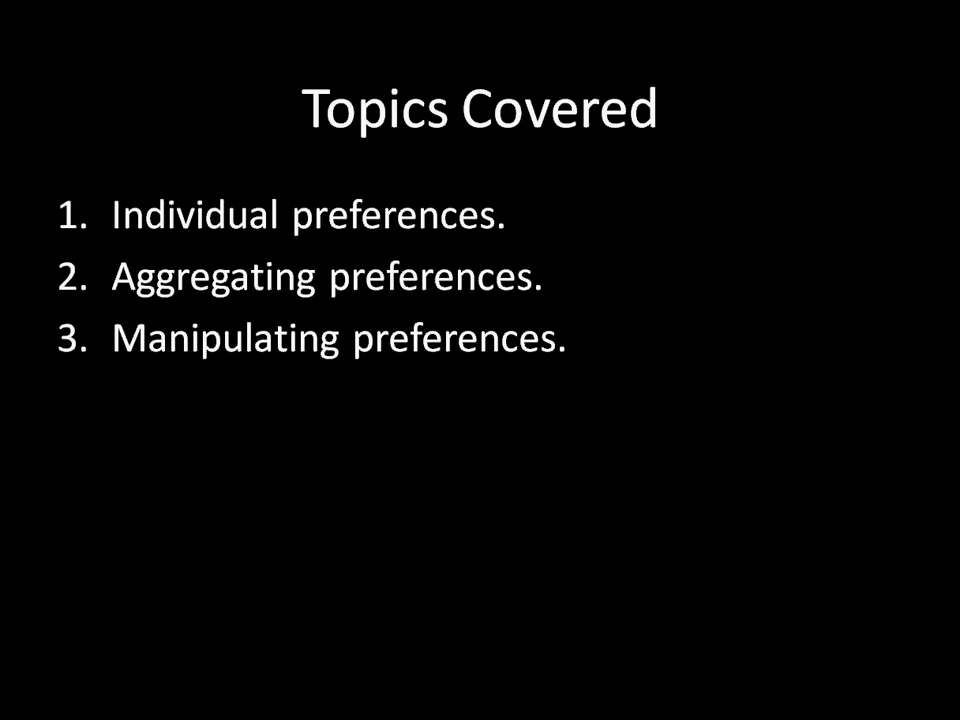 Topics Covered
1. Individual preferences.
2. Aggregating preferences.
3. Manipulating preferences.